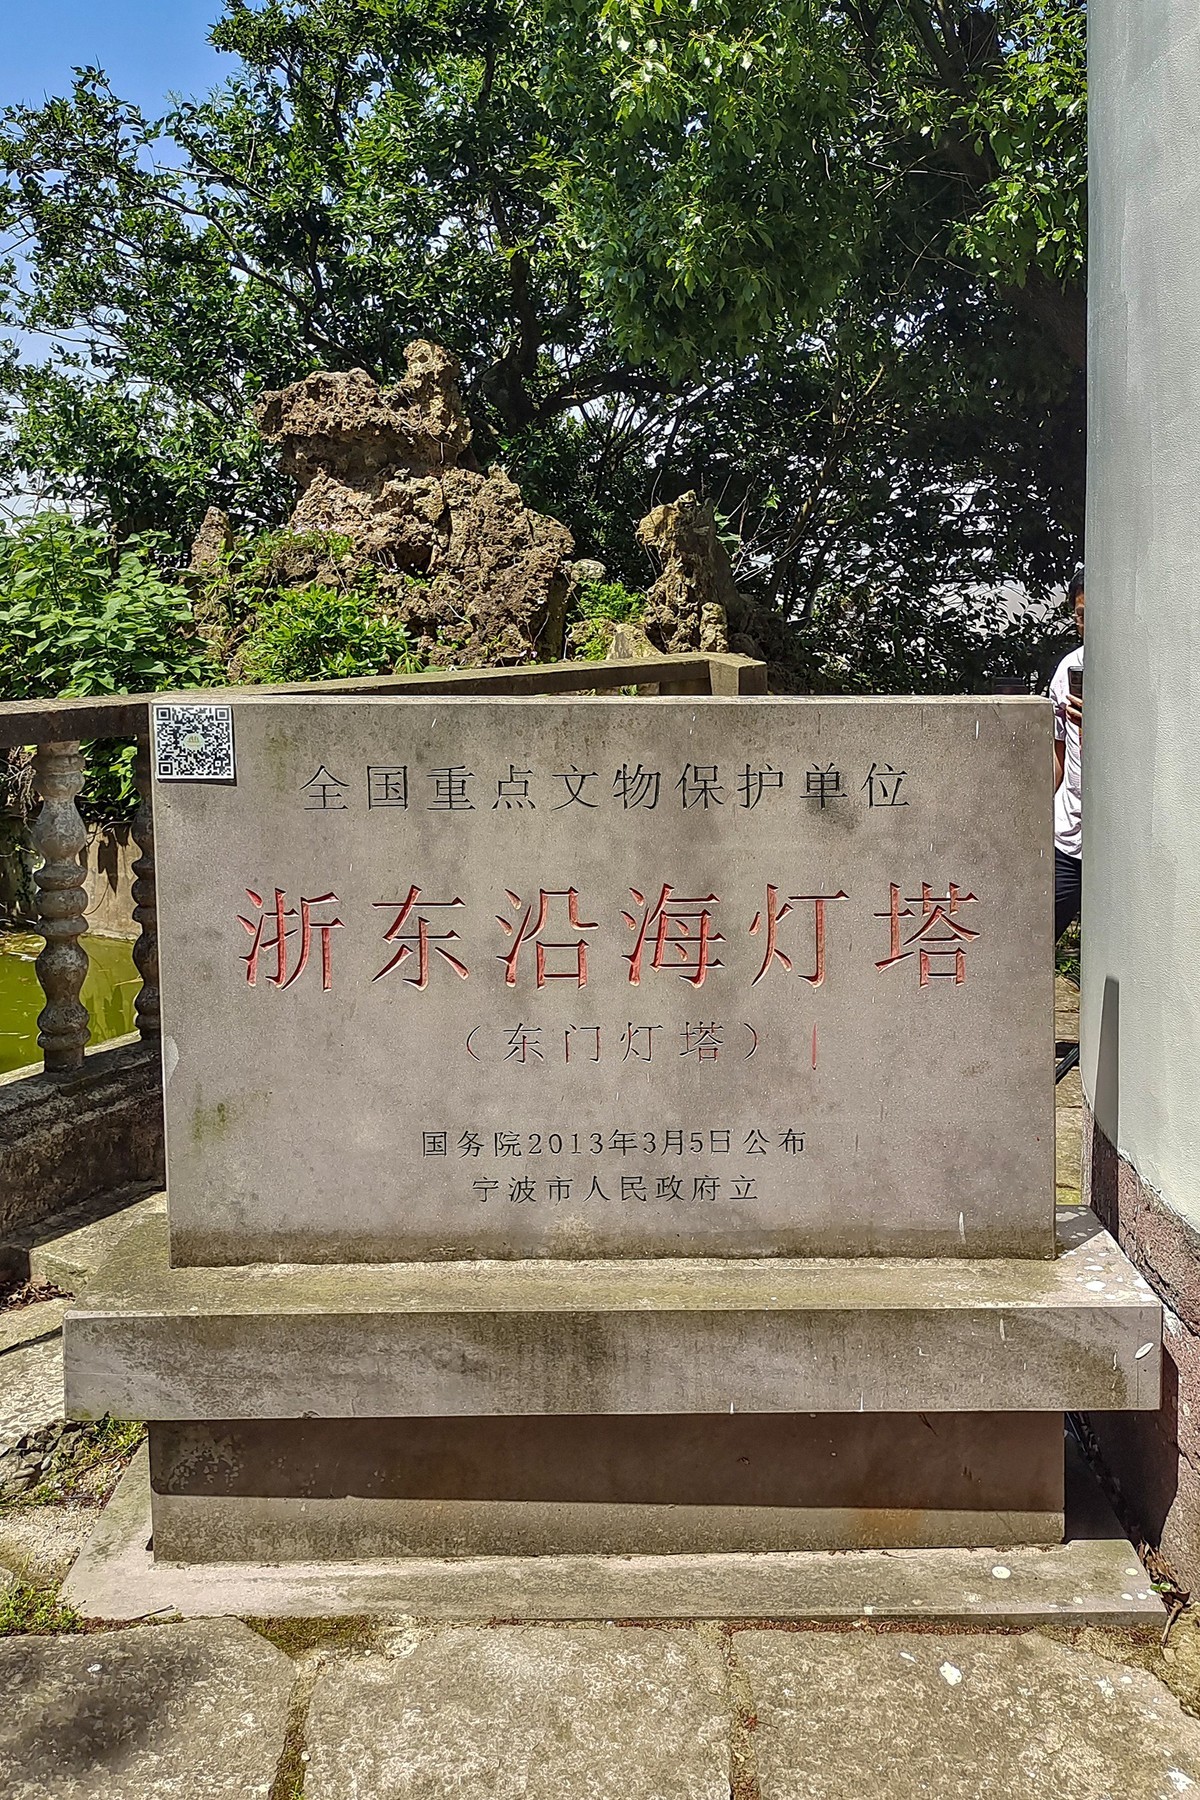 全国重点文物保护单位
浙东沿海灯塔
（东门灯塔）
国务院2013年3月5日公布
宁波市人民政府立